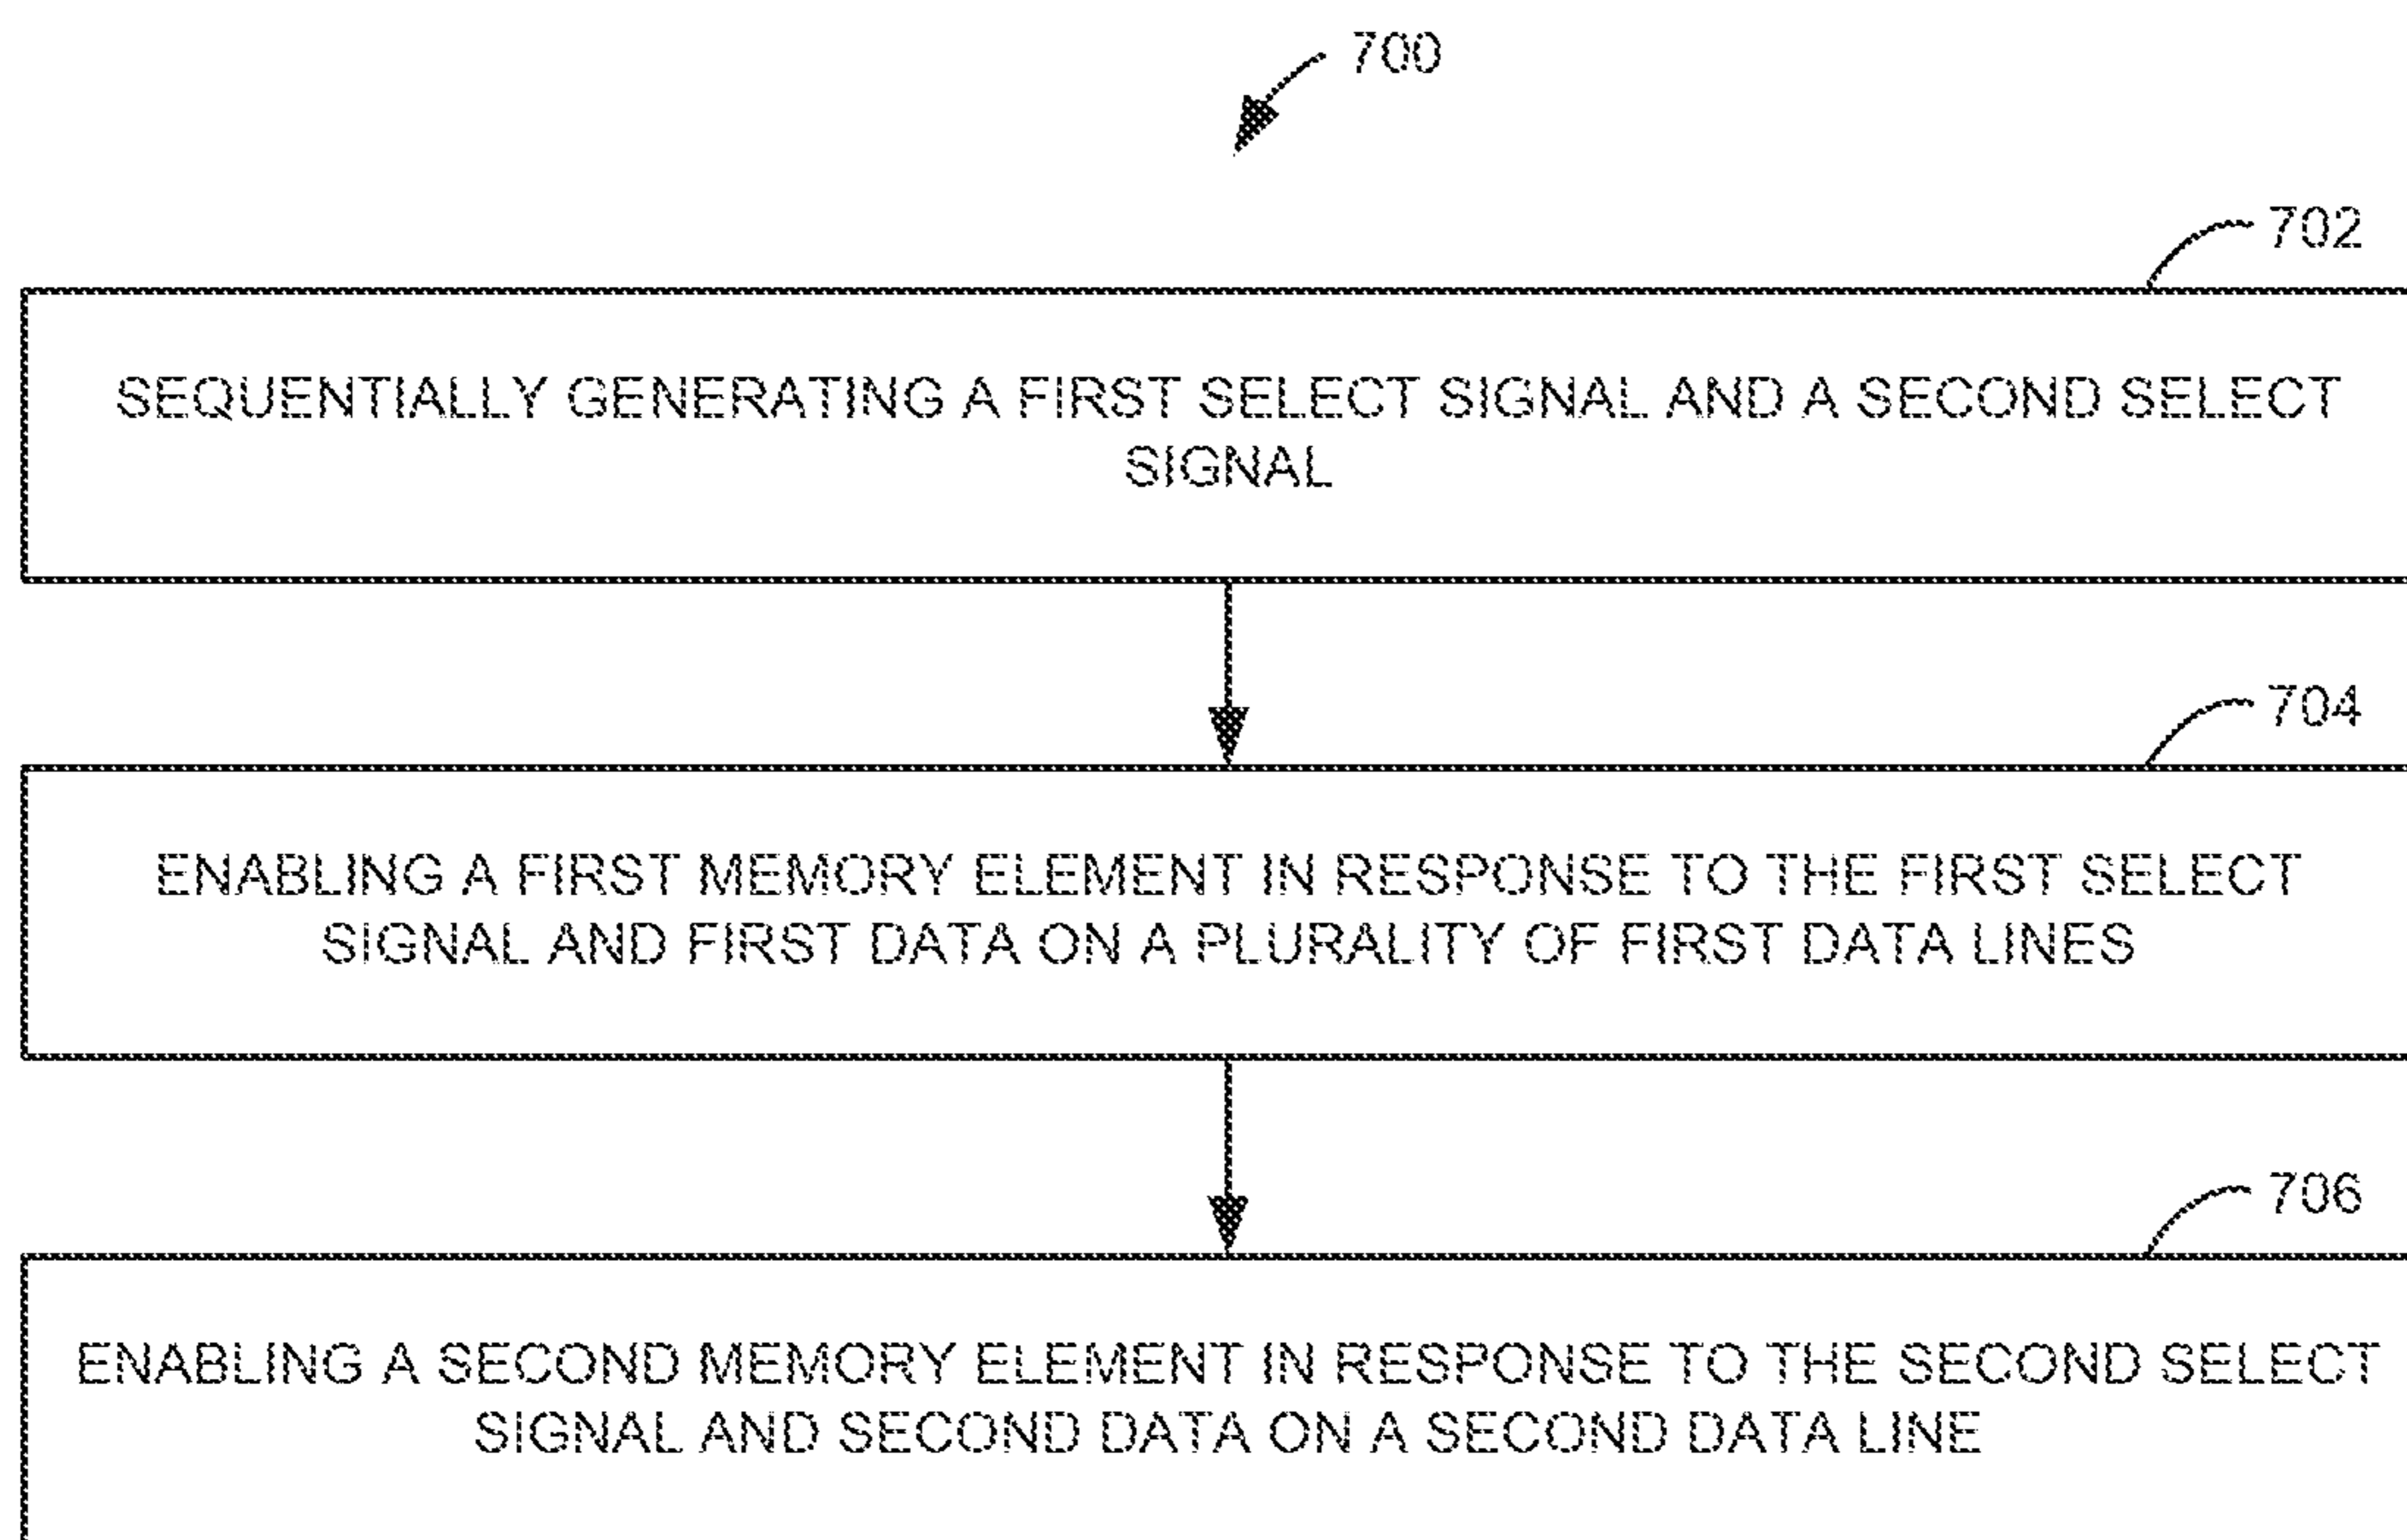 700
702
SEQUENTIALLY GENERATING A FIRST SELECT SIGNAL AND A SECOND SELECT
SIGNAL
704
ENABLING A FIRST MEMORY ELEMENT IN RESPONSE TO THE FIRST SELECT
SIGNAL AND FIRST DATA ON A PLURALITY OF FIRST DATA LINES
706
ENABLING A SECOND MEMORY ELEMENT IN RESPONSE TO THE SECOND SELECT
SIGNAL AND SECOND DATA ON A SECOND DATA LINE